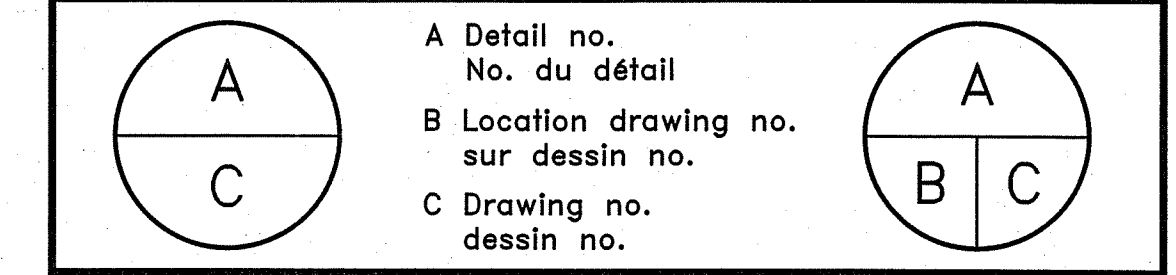 A
C
A Detail no.
No. du détail
B Location drawing no.
sur dessin no.
C Drawing no.
dessin no.
A
B C